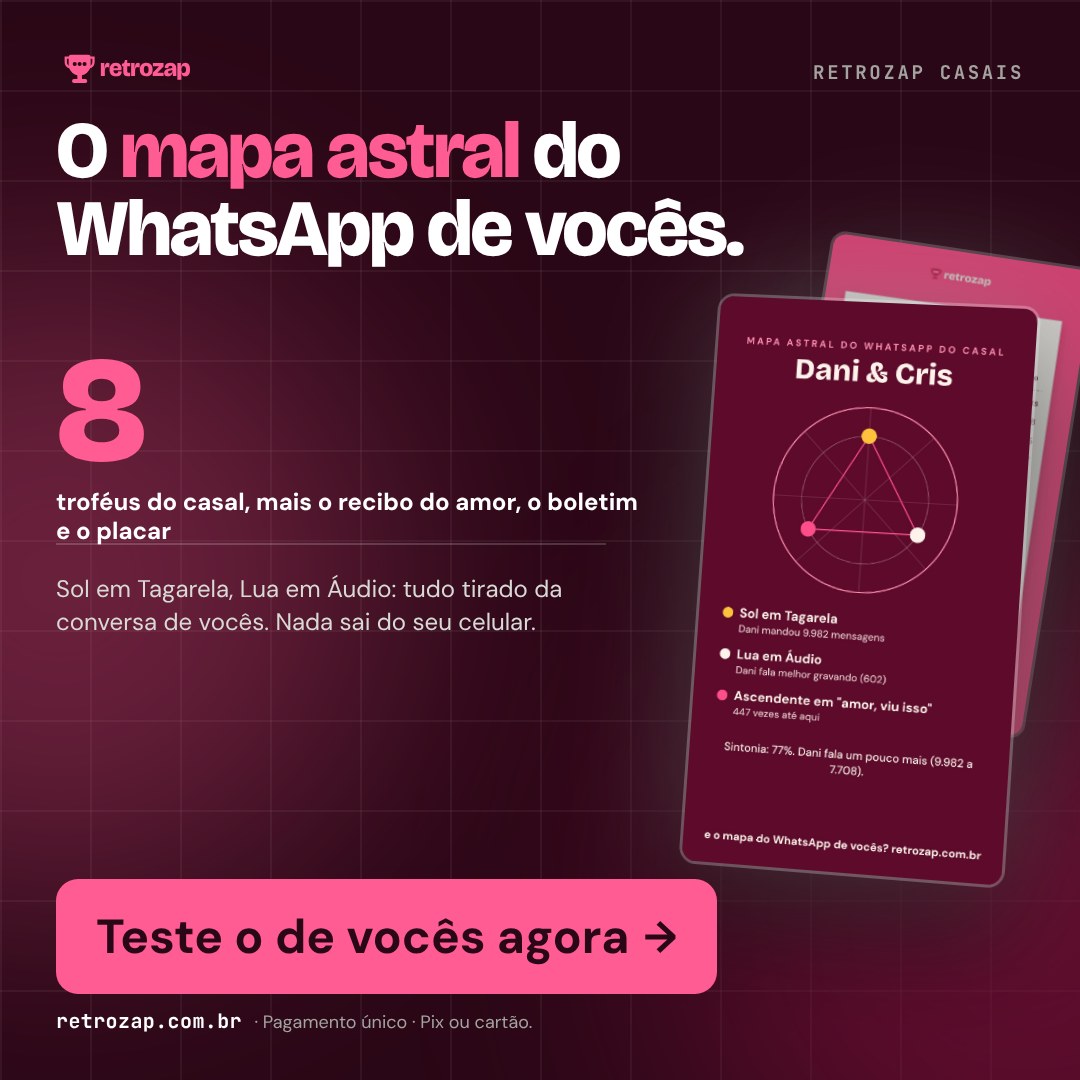 retrozap
RETROZAP CASAIS
O mapa astral do
WhatsApp de vocês.
8
troféus do casal, mais o recibo do amor, o boletim
e o placar
Sol em Tagarela, Lua em Áudio: tudo tirado da
conversa de vocês. Nada sai do seu celular.
retrozap
MAPA ASTRAL DO WHATSAPP DO CASAL
Dani & Cris
Sol em Tagarela
Dani mandou 9.982 mensagens
Lua em Áudio
Dani fala melhor gravando (602)
Ascendente em "amor, viu isso"
447 vezes até aqui
Sintonia: 77%. Dani fala um pouco mais (9.982 a
7.708).
e o mapa do WhatsApp de vocês? retrozap.com.br
Teste o de vocês agora →
retrozap.com.br · Pagamento único · Pix ou cartão.